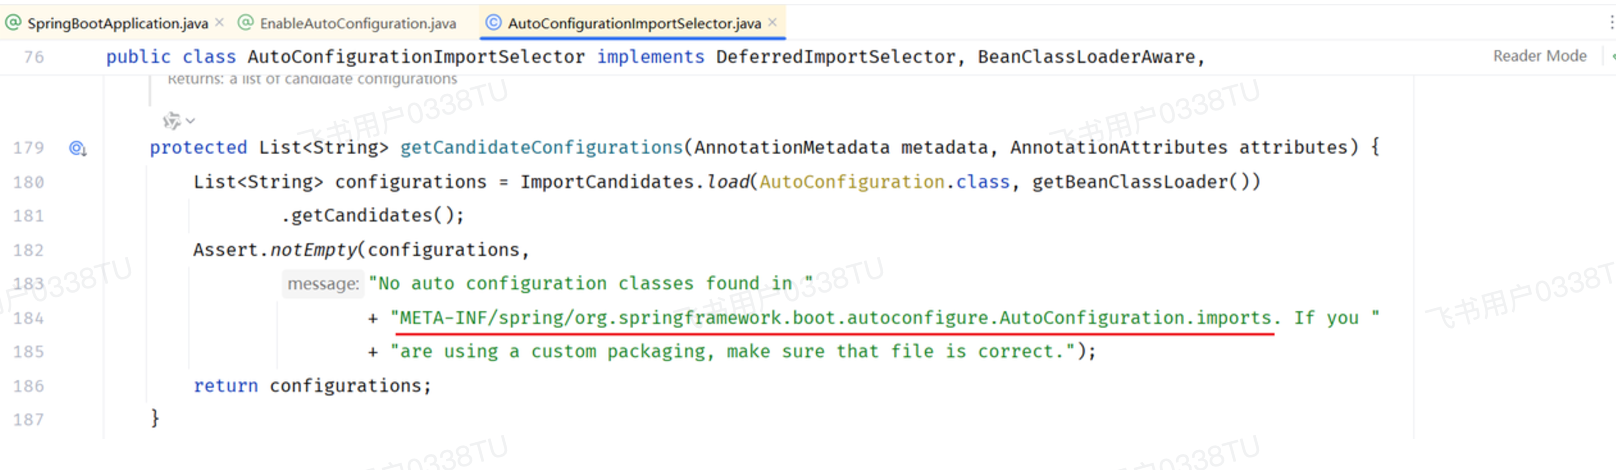 SpringBootApplication.java × EnableAutoConfiguration.java AutoConfigurationImportSelector.java ×
76 public class AutoConfigurationImportSelector implements DeferredImportSelector, BeanClassLoaderAware, Reader Mode
Returns: a list of candidate configurations
179 protected List<String> getCandidateConfigurations(AnnotationMetadata metadata, AnnotationAttributes attributes) {
180 List<String> configurations = ImportCandidates.load(AutoConfiguration.class, getBeanClassLoader())
181 .getCandidates();
182 Assert.notEmpty(configurations,
183 message: "No auto configuration classes found in "
184 + "META-INF/spring/org.springframework.boot.autoconfigure.AutoConfiguration.imports. If you "
185 + "are using a custom packaging, make sure that file is correct.");
186 return configurations;
187 }
飞书用户0338TU
飞书用户0338TU
用户0338TU
飞书用户0338TU
飞书用户0338T
飞书用户0338TU
飞书用户0338TU